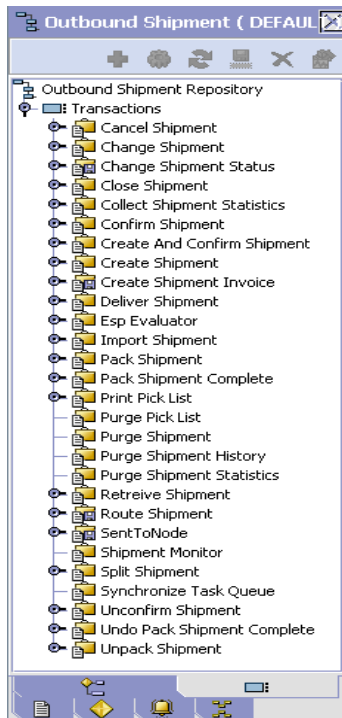 Outbound Shipment ( DEFAULT
Outbound Shipment Repository
Transactions
Cancel Shipment
Change Shipment
Change Shipment Status
Close Shipment
Collect Shipment Statistics
Confirm Shipment
Create And Confirm Shipment
Create Shipment
Create Shipment Invoice
Deliver Shipment
Esp Evaluator
Import Shipment
Pack Shipment
Pack Shipment Complete
Print Pick List
Purge Pick List
Purge Shipment
Purge Shipment History
Purge Shipment Statistics
Retreive Shipment
Route Shipment
SentToNode
Shipment Monitor
Split Shipment
Synchronize Task Queue
Unconfirm Shipment
Undo Pack Shipment Complete
Unpack Shipment